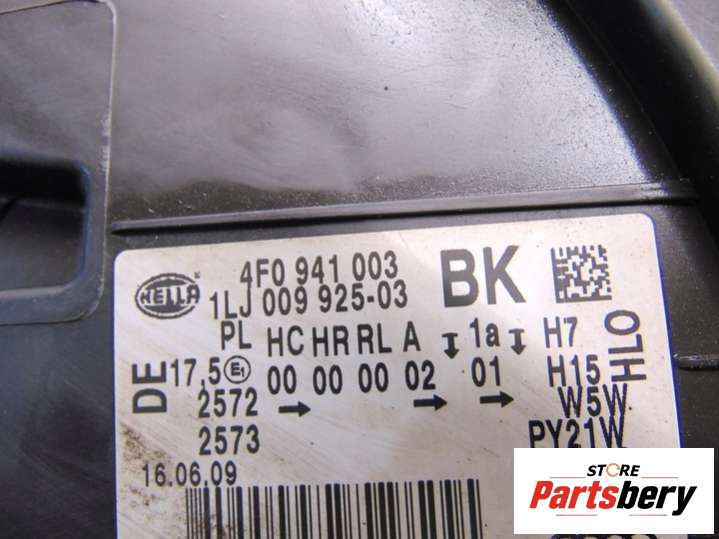 HELLA
4F0 941 003
1LJ 009 925-03
BK
PL HC HR RL A 1a H7
DE 17,5 E1 00 00 00 02 01 H15
HLO
2572 → → → W5W
2573 PY21W
16.06.09
STORE
Partsbery